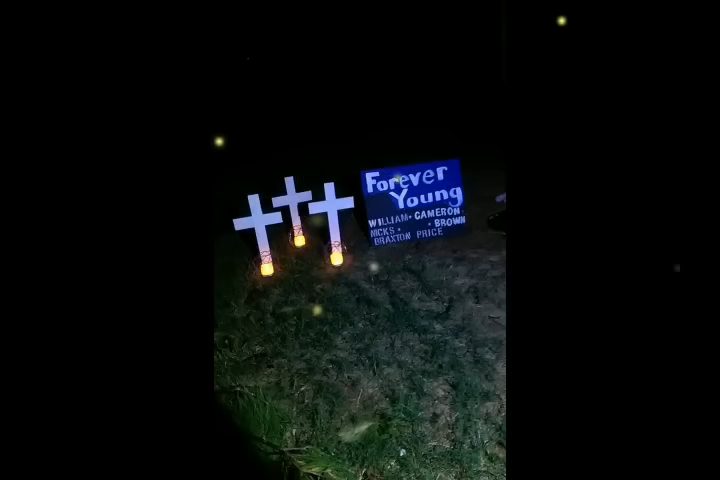 Forever
Young
WILLIAM • CAMERON
NICKS • • BROWN
BRAXTON PRICE